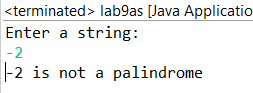 <terminated> lab9as [Java Applicatio
Enter a string:
-2
-2 is not a palindrome